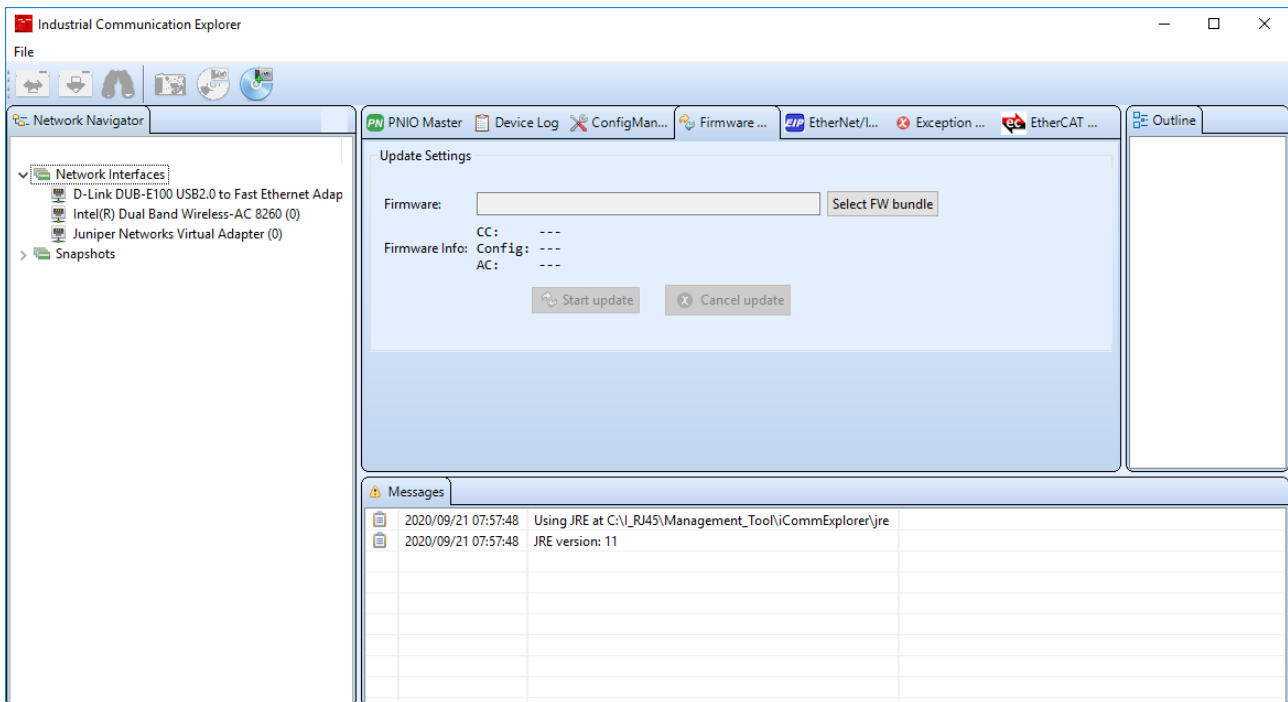 Industrial Communication Explorer
File
Network Navigator
Network Interfaces
D-Link DUB-E100 USB2.0 to Fast Ethernet Adap
Intel(R) Dual Band Wireless-AC 8260 (0)
Juniper Networks Virtual Adapter (0)
Snapshots
PN PNIO Master Device Log ConfigMan... Firmware ... EIP EtherNet/I... Exception ... ec EtherCAT ...
Update Settings
Firmware: Select FW bundle
CC: ---
Firmware Info: Config: ---
AC: ---
Start update Cancel update
Outline
Messages
2020/09/21 07:57:48 Using JRE at C:\I_RJ45\Management_Tool\iCommExplorer\jre
2020/09/21 07:57:48 JRE version: 11